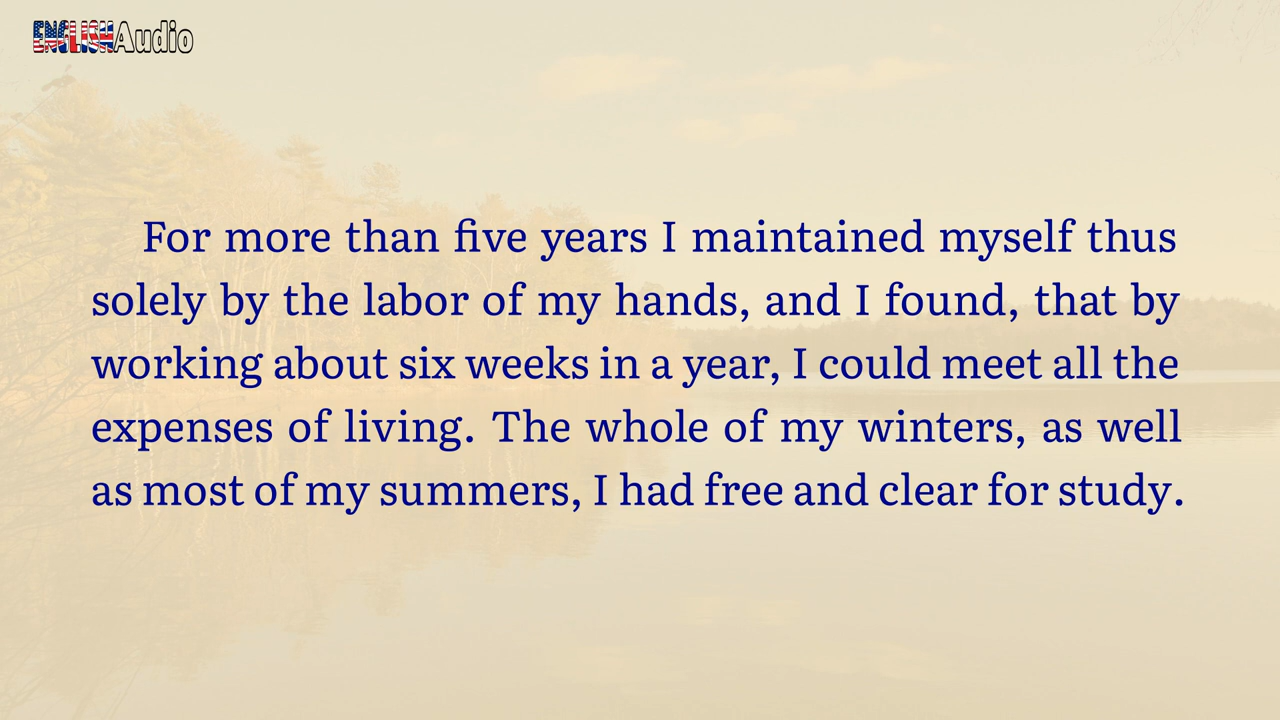 ENGLISHAudio
For more than five years I maintained myself thus
solely by the labor of my hands, and I found, that by
working about six weeks in a year, I could meet all the
expenses of living. The whole of my winters, as well
as most of my summers, I had free and clear for study.